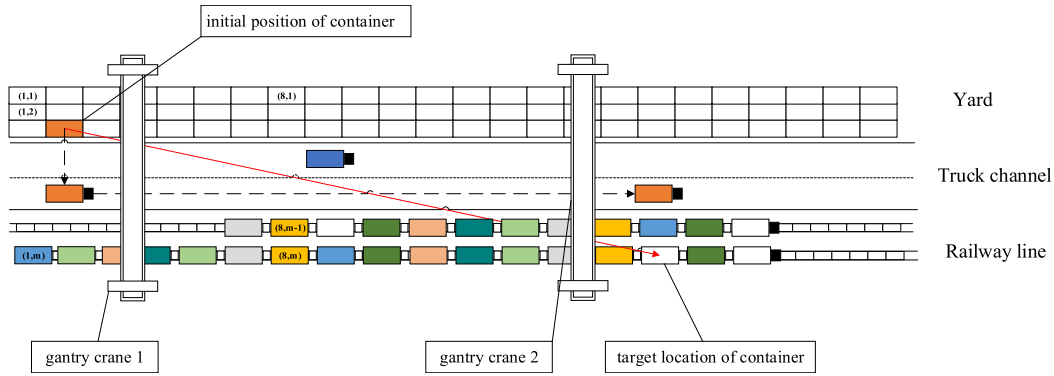 initial position of container
(1,1)
(8,1)
Yard
(1,2)
Truck channel
(8,m-1)
(1,m)
(8,m)
Railway line
gantry crane 1
gantry crane 2
target location of container